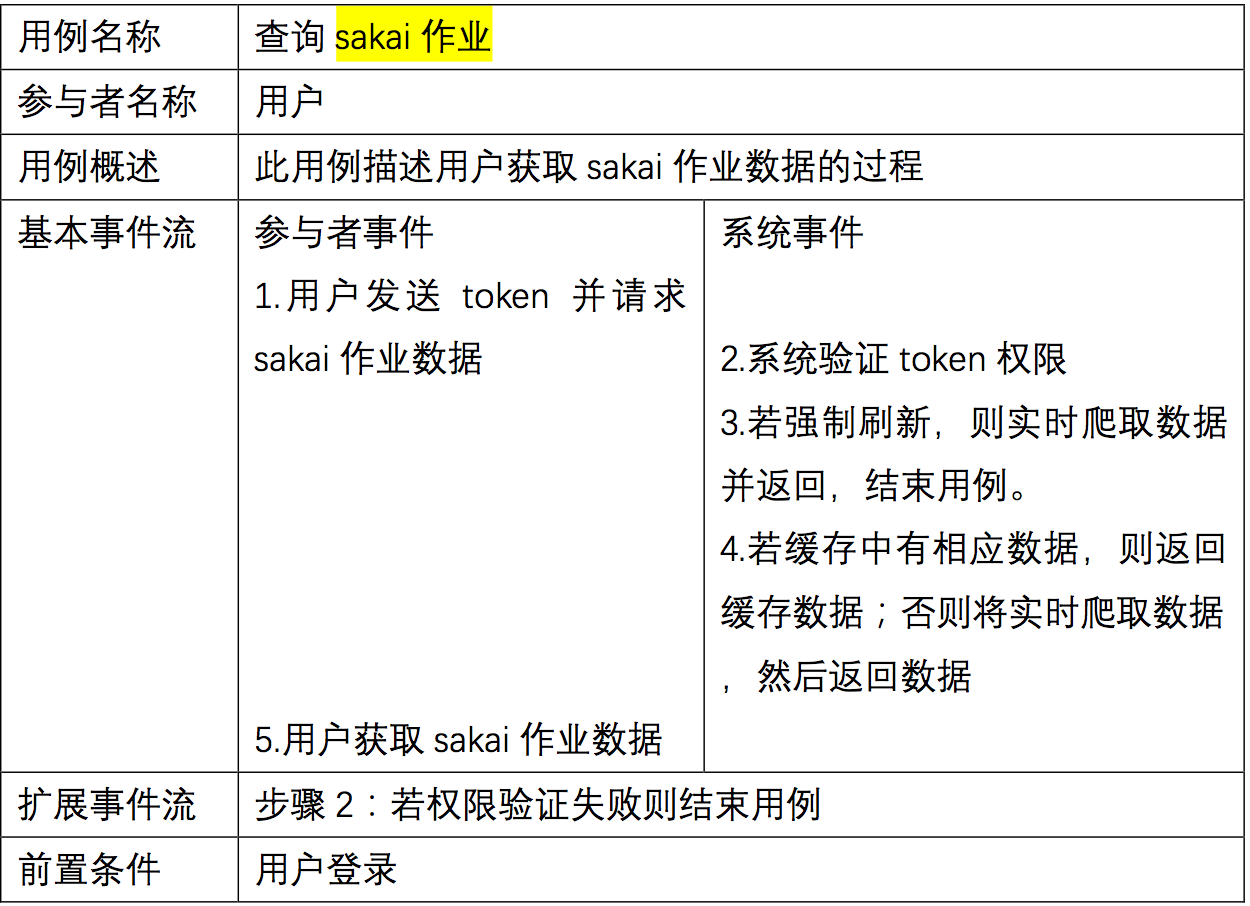 用例名称
查询 sakai 作业
参与者名称
用户
用例概述
此用例描述用户获取 sakai 作业数据的过程
基本事件流
参与者事件
1.用户发送 token 并请求
sakai 作业数据
5.用户获取 sakai 作业数据
系统事件
2.系统验证 token 权限
3.若强制刷新，则实时爬取数据
并返回，结束用例。
4.若缓存中有相应数据，则返回
缓存数据；否则将实时爬取数据
，然后返回数据
扩展事件流
步骤 2：若权限验证失败则结束用例
前置条件
用户登录